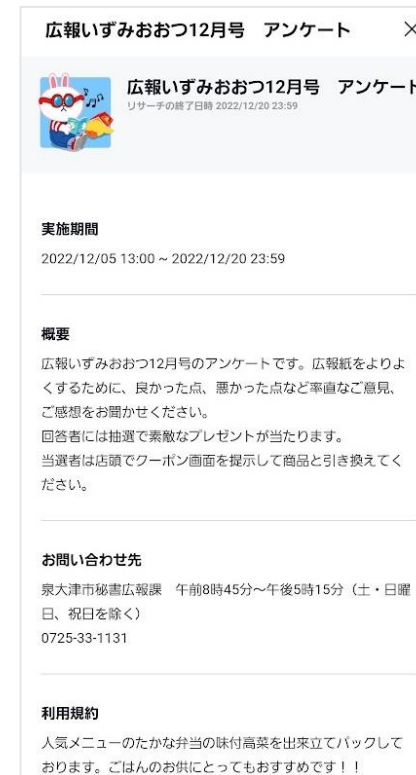 広報いずみおおつ12月号　アンケート ×
広報いずみおおつ12月号　アンケート
リサーチの終了日時 2022/12/20 23:59
実施期間
2022/12/05 13:00 ~ 2022/12/20 23:59
概要
広報いずみおおつ12月号のアンケートです。広報紙をよりよ
くするために、良かった点、悪かった点など率直なご意見、
ご感想をお聞かせください。
回答者には抽選で素敵なプレゼントが当たります。
当選者は店頭でクーポン画面を提示して商品と引き換えてく
ださい。
お問い合わせ先
泉大津市秘書広報課　午前8時45分～午後5時15分（土・日曜
日、祝日を除く）
0725-33-1131
利用規約
人気メニューのたかな弁当の味付高菜を出来立てパックして
おります。ごはんのお供にとってもおすすめです！！